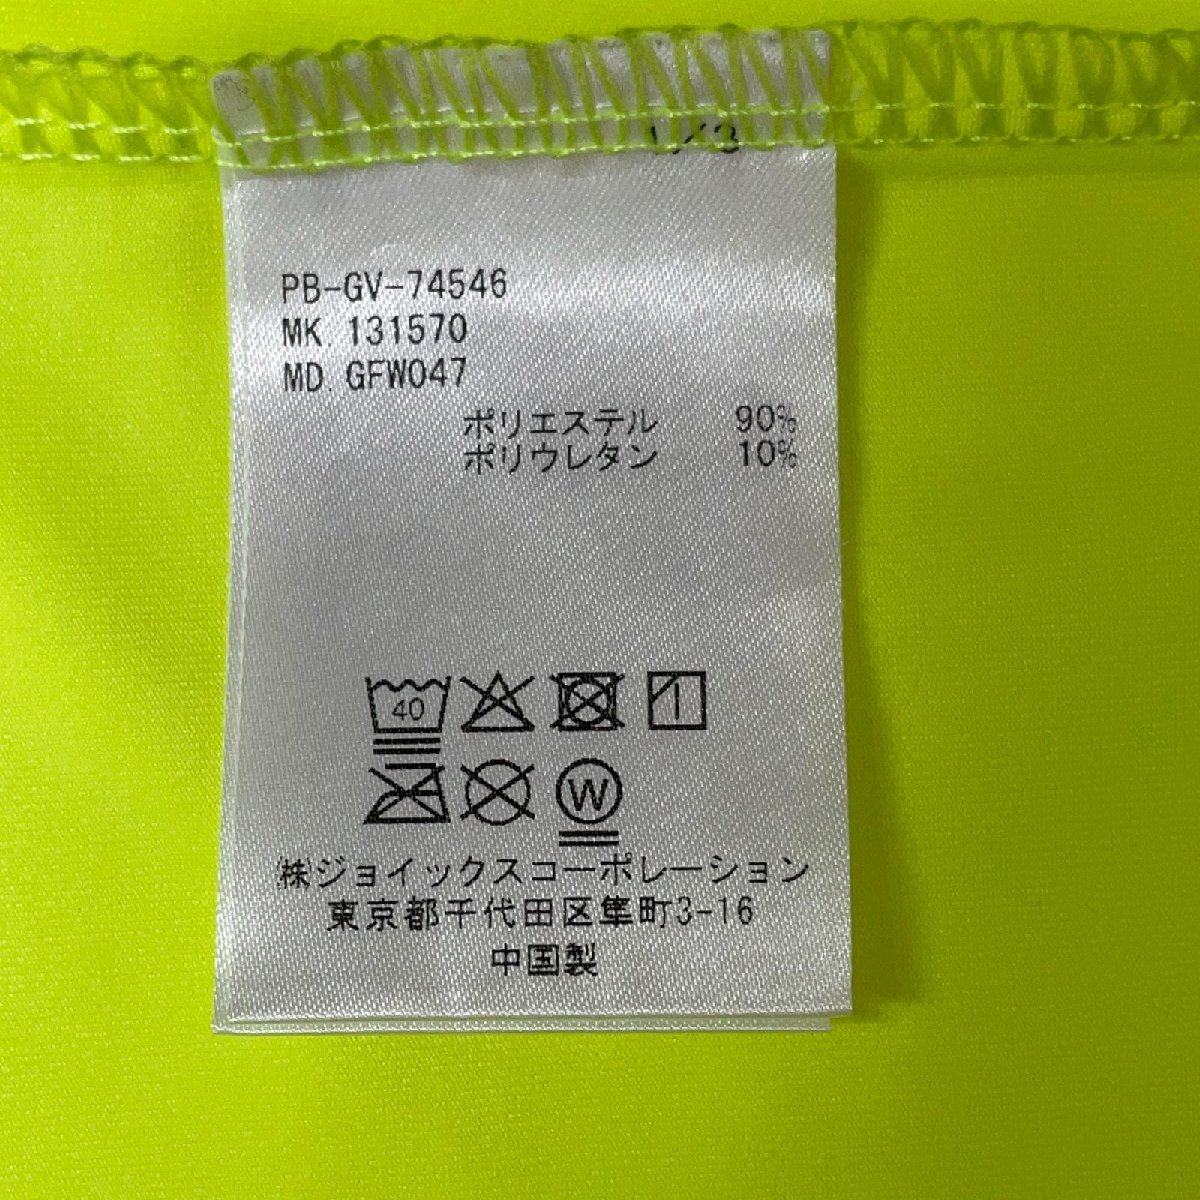 PB-GV-74546
MK. 131570
MD. GFW047
ポリエステル 90%
ポリウレタン 10%
40
W
㈱ジョイックスコーポレーション
東京都千代田区隼町3-16
中国製